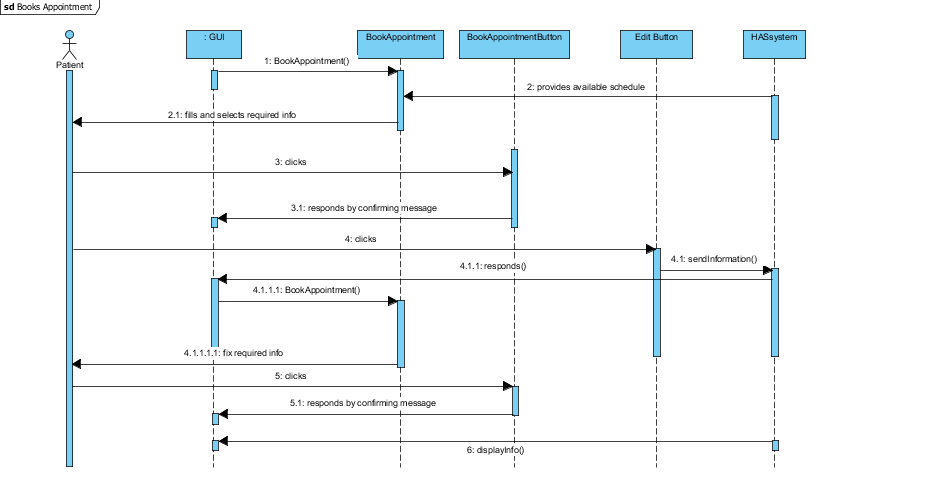 sd Books Appointment
Patient
: GUI
BookAppointment
BookAppointmentButton
Edit Button
HASsystem
1: BookAppointment()
2: provides available schedule
2.1: fills and selects required info
3: clicks
3.1: responds by confirming message
4: clicks
4.1: sendInformation()
4.1.1: responds()
4.1.1.1: BookAppointment()
4.1.1.1.1: fix required info
5: clicks
5.1: responds by confirming message
6: displayInfo()